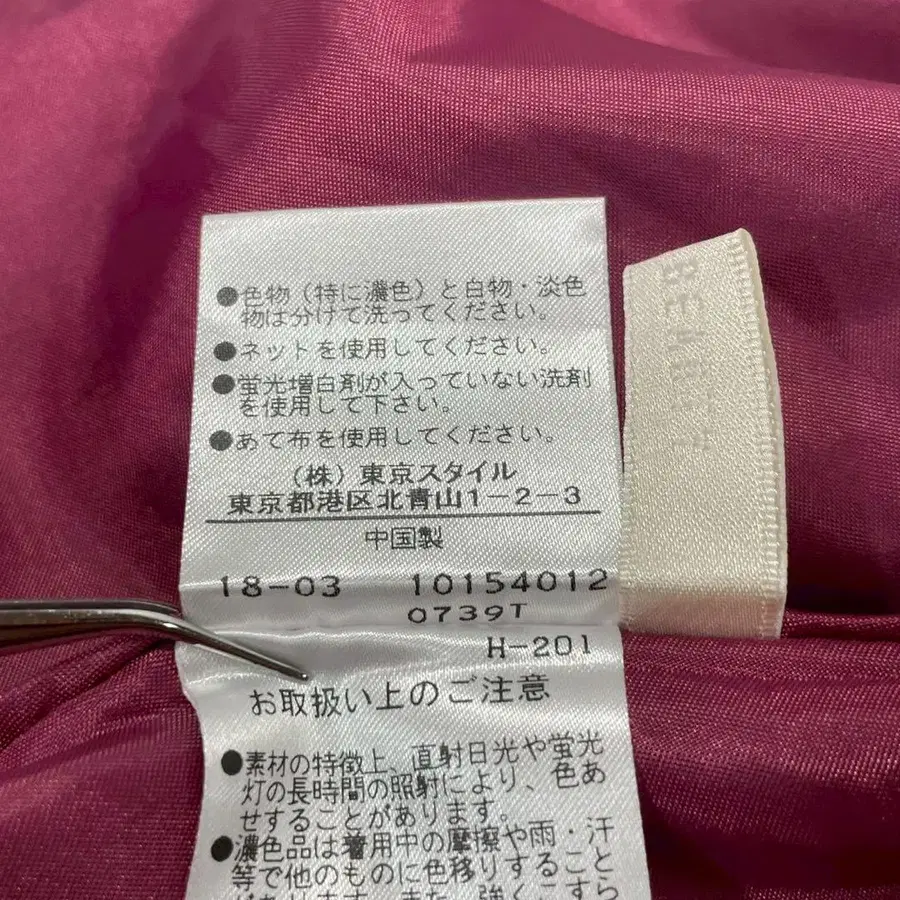 ●色物（特に濃色）と白物・淡色
物は分けて洗ってください。
●ネットを使用してください。
●蛍光増白剤が入っていない洗剤
を使用して下さい。
●あて布を使用してください。
（株）東京スタイル
東京都港区北青山1-2-3
中国製
18-03 10154012
0739T
H-201
お取扱い上のご注意
●素材の特徴上、直射日光や蛍光
灯の長時間の照射により、色あ
せすることがあります。
●濃色品は着用中の摩擦や雨・汗
等で他のものに色移りすること